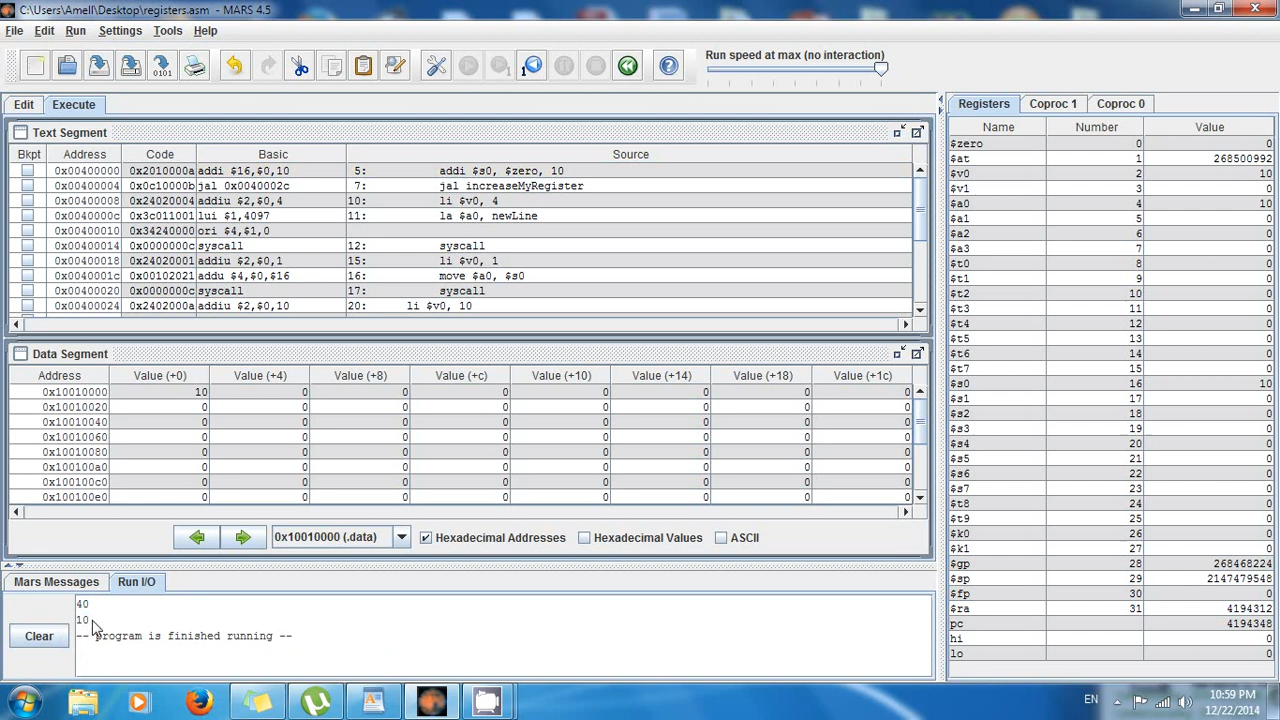 C:\Users\Amell\Desktop\registers.asm - MARS 4.5
File Edit Run Settings Tools Help
Run speed at max (no interaction)
Edit Execute
Text Segment
Bkpt Address Code Basic Source
0x00400000 0x2010000a addi $16,$0,10 5: addi $s0, $zero, 10
0x00400004 0x0c10000b jal 0x0040002c 7: jal increaseMyRegister
0x00400008 0x24020004 addiu $2,$0,4 10: li $v0, 4
0x0040000c 0x3c011001 lui $1,4097 11: la $a0, newLine
0x00400010 0x34240000 ori $4,$1,0
0x00400014 0x0000000c syscall 12: syscall
0x00400018 0x24020001 addiu $2,$0,1 15: li $v0, 1
0x0040001c 0x00102021 addu $4,$0,$16 16: move $a0, $s0
0x00400020 0x0000000c syscall 17: syscall
0x00400024 0x2402000a addiu $2,$0,10 20: li $v0, 10
Data Segment
Address Value (+0) Value (+4) Value (+8) Value (+c) Value (+10) Value (+14) Value (+18) Value (+1c)
0x10010000 10 0 0 0 0 0 0 0
0x10010020 0 0 0 0 0 0 0 0
0x10010040 0 0 0 0 0 0 0 0
0x10010060 0 0 0 0 0 0 0 0
0x10010080 0 0 0 0 0 0 0 0
0x100100a0 0 0 0 0 0 0 0 0
0x100100c0 0 0 0 0 0 0 0 0
0x100100e0 0 0 0 0 0 0 0 0
0x10010000 (.data) Hexadecimal Addresses Hexadecimal Values ASCII
Mars Messages Run I/O
Clear
40
10
-- program is finished running --
Registers Coproc 1 Coproc 0
Name Number Value
$zero 0 0
$at 1 268500992
$v0 2 10
$v1 3 0
$a0 4 10
$a1 5 0
$a2 6 0
$a3 7 0
$t0 8 0
$t1 9 0
$t2 10 0
$t3 11 0
$t4 12 0
$t5 13 0
$t6 14 0
$t7 15 0
$s0 16 10
$s1 17 0
$s2 18 0
$s3 19 0
$s4 20 0
$s5 21 0
$s6 22 0
$s7 23 0
$t8 24 0
$t9 25 0
$k0 26 0
$k1 27 0
$gp 28 268468224
$sp 29 2147479548
$fp 30 0
$ra 31 4194312
pc 4194348
hi 0
lo 0
EN
10:59 PM
12/22/2014